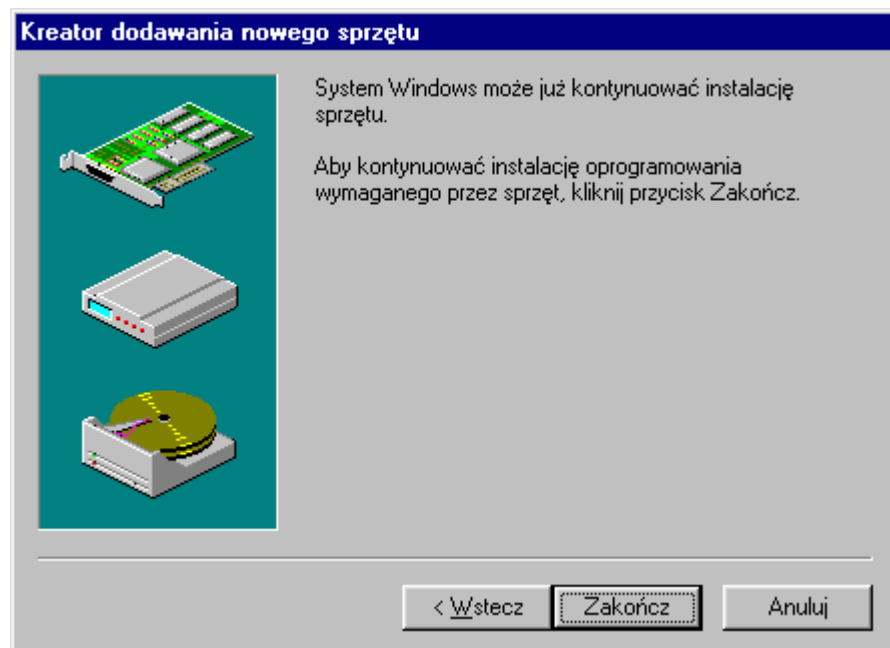 Kreator dodawania nowego sprzętu
System Windows może już kontynuować instalację
sprzętu.
Aby kontynuować instalację oprogramowania
wymaganego przez sprzęt, kliknij przycisk Zakończ.
< Wstecz
Zakończ
Anuluj